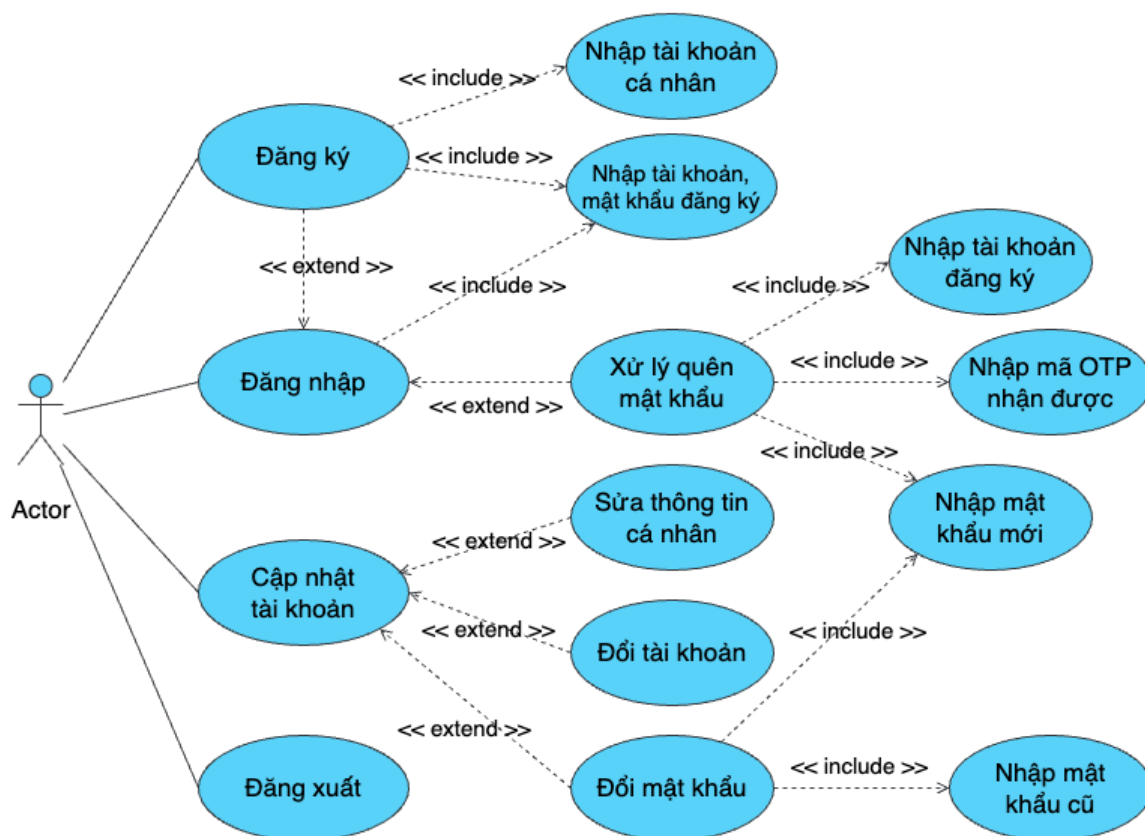 Nhập tài khoản
cá nhân
<< include >>
Đăng ký
<< include >>
Nhập tài khoản,
mật khẩu đăng ký
<< extend >>
<< include >>
Nhập tài khoản
đăng ký
<< include >>
Đăng nhập
<< extend >>
Xử lý quên
mật khẩu
<< include >>
Nhập mã OTP
nhận được
<< include >>
Actor
Sửa thông tin
cá nhân
<< extend >>
Nhập mật
khẩu mới
Cập nhật
tài khoản
<< extend >>
Đổi tài khoản
<< include >>
<< extend >>
Đăng xuất
Đổi mật khẩu
<< include >>
Nhập mật
khẩu cũ